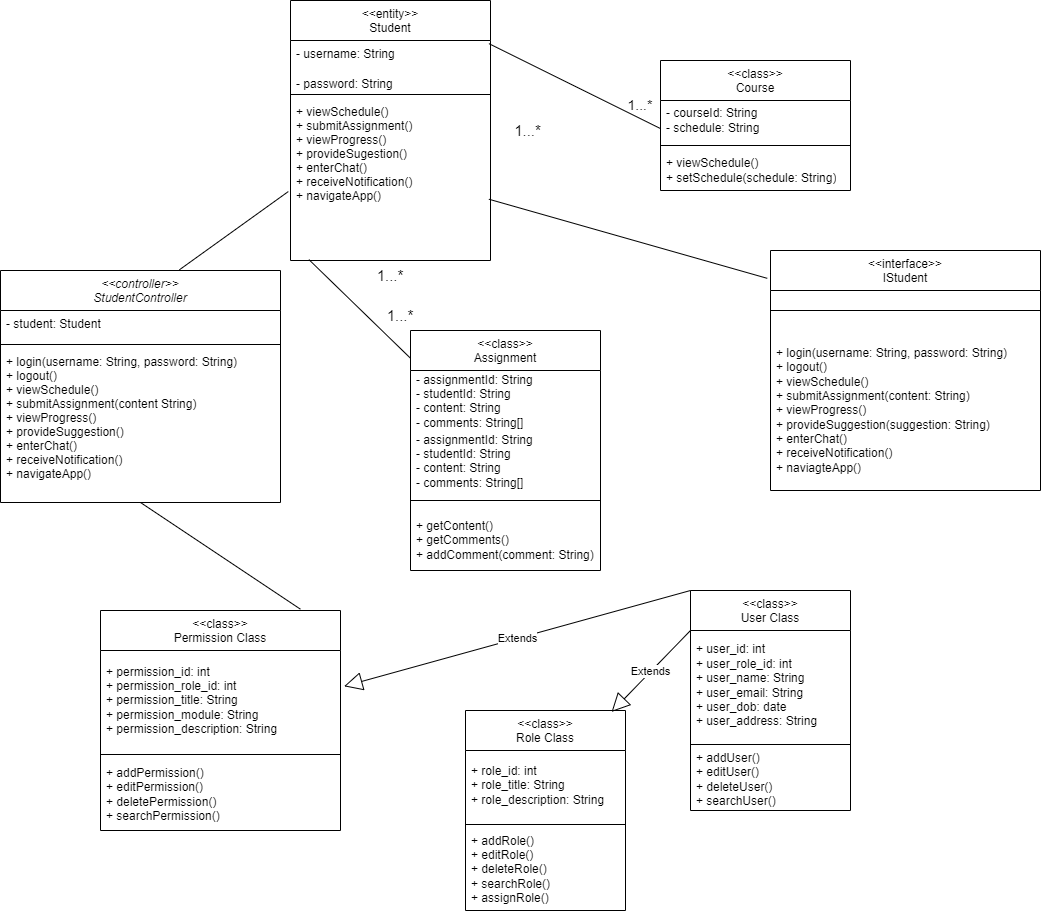 <<entity>>
Student
- username: String
- password: String
+ viewSchedule()
+ submitAssignment()
+ viewProgress()
+ provideSugestion()
+ enterChat()
+ receiveNotification()
+ navigateApp()
1...*
1...*
<<class>>
Course
- courseId: String
- schedule: String
+ viewSchedule()
+ setSchedule(schedule: String)
<<controller>>
StudentController
- student: Student
+ login(username: String, password: String)
+ logout()
+ viewSchedule()
+ submitAssignment(content String)
+ viewProgress()
+ provideSuggestion()
+ enterChat()
+ receiveNotification()
+ navigateApp()
1...*
1...*
<<class>>
Assignment
- assignmentId: String
- studentId: String
- content: String
- comments: String[]
- assignmentId: String
- studentId: String
- content: String
- comments: String[]
+ getContent()
+ getComments()
+ addComment(comment: String)
<<interface>>
IStudent
+ login(username: String, password: String)
+ logout()
+ viewSchedule()
+ submitAssignment(content: String)
+ viewProgress()
+ provideSuggestion(suggestion: String)
+ enterChat()
+ receiveNotification()
+ naviagteApp()
<<class>>
Permission Class
+ permission_id: int
+ permission_role_id: int
+ permission_title: String
+ permission_module: String
+ permission_description: String
+ addPermission()
+ editPermission()
+ deletePermission()
+ searchPermission()
Extends
Extends
<<class>>
Role Class
+ role_id: int
+ role_title: String
+ role_description: String
+ addRole()
+ editRole()
+ deleteRole()
+ searchRole()
+ assignRole()
<<class>>
User Class
+ user_id: int
+ user_role_id: int
+ user_name: String
+ user_email: String
+ user_dob: date
+ user_address: String
+ addUser()
+ editUser()
+ deleteUser()
+ searchUser()